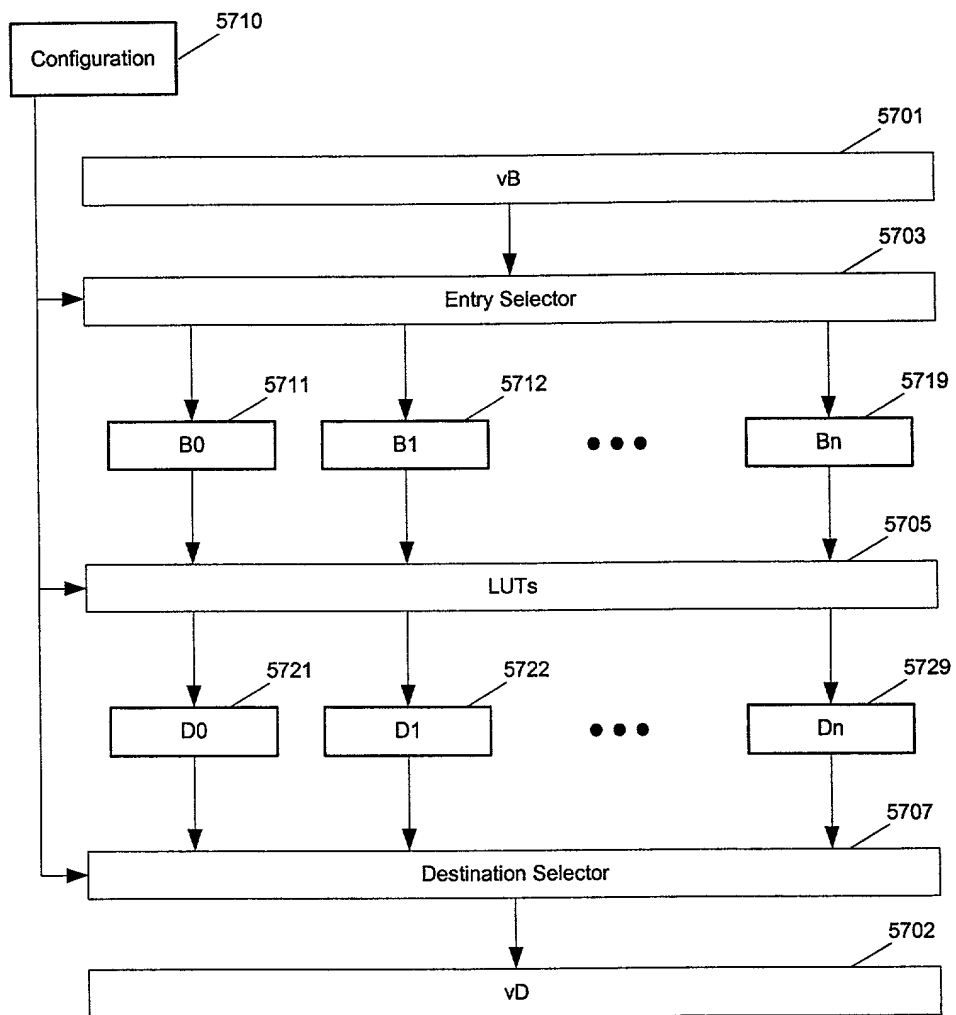 5710
Configuration
5701
vB
5703
Entry Selector
5711
5712
5719
B0
B1
Bn
5705
LUTs
5721
5722
5729
D0
D1
Dn
5707
Destination Selector
5702
vD